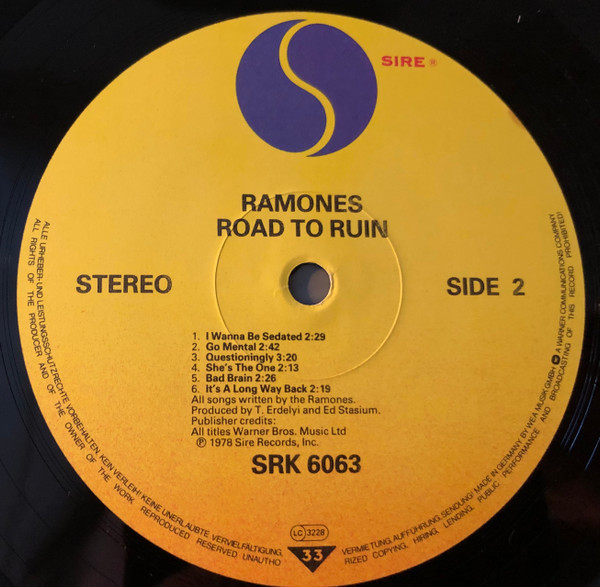 SIRE ®
RAMONES
ROAD TO RUIN
STEREO
SIDE 2
1. I Wanna Be Sedated 2:29
2. Go Mental 2:42
3. Questioningly 3:20
4. She's The One 2:13
5. Bad Brain 2:26
6. It's A Long Way Back 2:19
All songs written by the Ramones.
Produced by T. Erdelyi and Ed Stasium.
Publisher credits:
All titles Warner Bros. Music Ltd
Ⓟ 1978 Sire Records, Inc.
SRK 6063
LC 3228
33
ALLE URHEBER- UND LEISTUNGSSCHUTZRECHTE VORBEHALTEN. KEIN VERLEIH! KEINE UNERLAUBTE VERVIELFÄLTIGUNG, VERMIETUNG, AUFFÜHRUNG, SENDUNG! MADE IN GERMANY BY WEA MUSIK GMBH A WARNER COMMUNICATIONS COMPANY
ALL RIGHTS OF THE PRODUCER AND OF THE OWNER OF THE WORK REPRODUCED RESERVED UNAUTHORIZED COPYING, HIRING, LENDING, PUBLIC PERFORMANCE AND BROADCASTING OF THIS RECORD PROHIBITED!